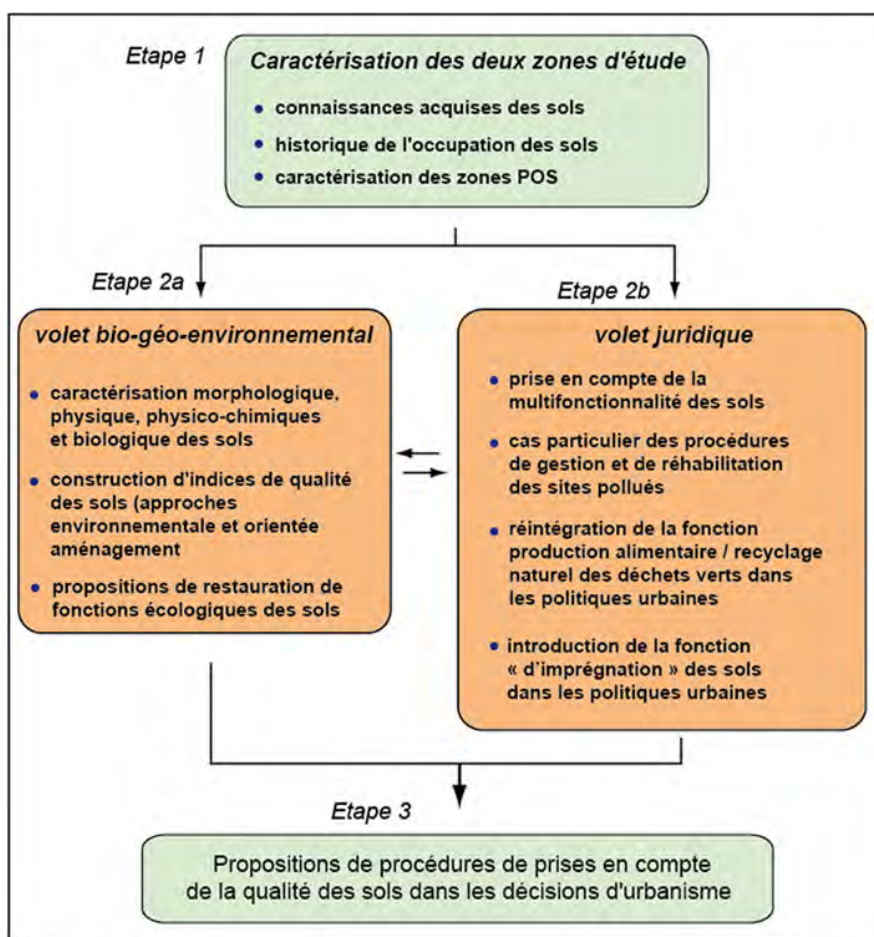 Etape 1
Caractérisation des deux zones d'étude
• connaissances acquises des sols
• historique de l'occupation des sols
• caractérisation des zones POS
Etape 2a
volet bio-géo-environnemental
• caractérisation morphologique,
physique, physico-chimiques
et biologique des sols
• construction d'indices de qualité
des sols (approches
environnementale et orientée
aménagement
• propositions de restauration de
fonctions écologiques des sols
Etape 2b
volet juridique
• prise en compte de la
multifonctionnalité des sols
• cas particulier des procédures
de gestion et de réhabilitation
des sites pollués
• réintégration de la fonction
production alimentaire / recyclage
naturel des déchets verts dans
les politiques urbaines
• introduction de la fonction
« d'imprégnation » des sols
dans les politiques urbaines
Etape 3
Propositions de procédures de prises en compte
de la qualité des sols dans les décisions d'urbanisme